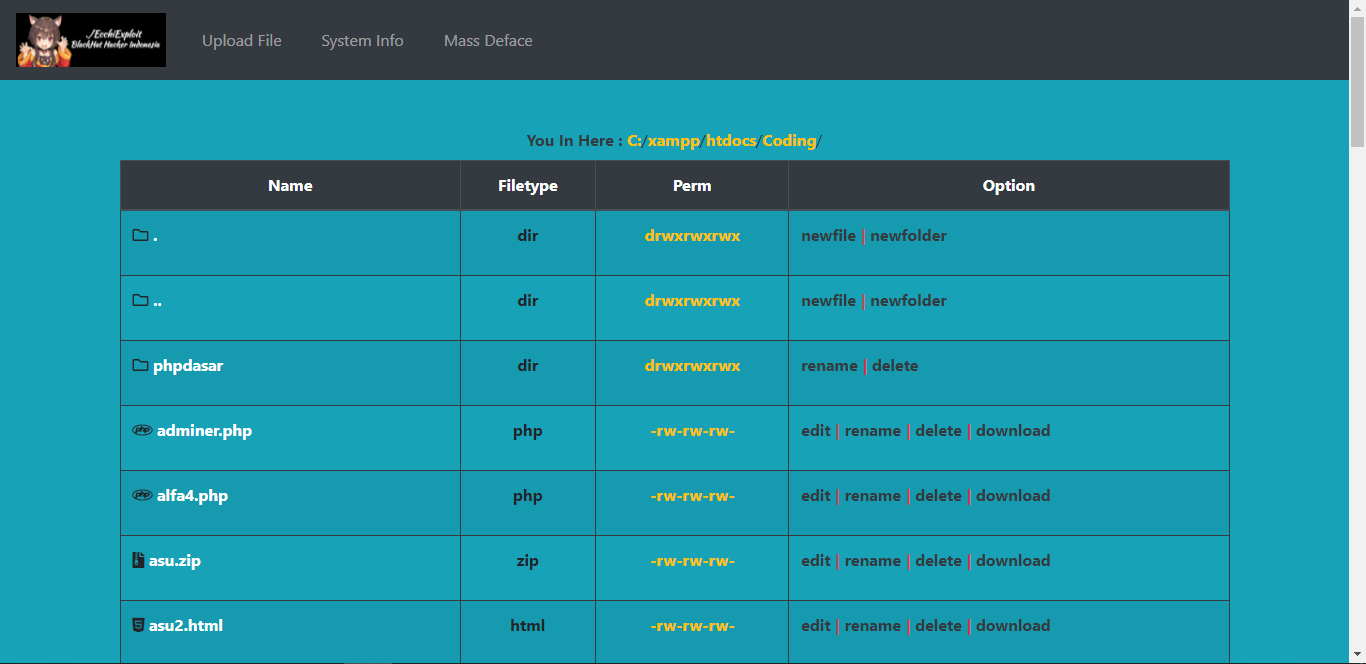 ./EcchiExploit
BlackHat Hacker Indonesia
Upload File System Info Mass Deface
You In Here : C:/xampp/htdocs/Coding/
Name Filetype Perm Option
. dir drwxrwxrwx newfile | newfolder
.. dir drwxrwxrwx newfile | newfolder
phpdasar dir drwxrwxrwx rename | delete
php adminer.php php -rw-rw-rw- edit | rename | delete | download
php alfa4.php php -rw-rw-rw- edit | rename | delete | download
asu.zip zip -rw-rw-rw- edit | rename | delete | download
asu2.html html -rw-rw-rw- edit | rename | delete | download